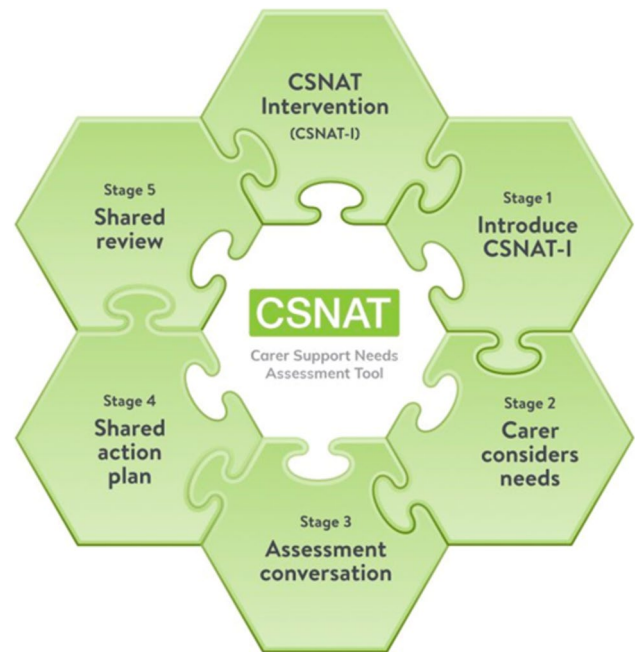 CSNAT
Intervention
(CSNAT-I)
Stage 1
Introduce
CSNAT-I
Stage 2
Carer
considers
needs
Stage 3
Assessment
conversation
Stage 4
Shared
action
plan
Stage 5
Shared
review
CSNAT
Carer Support Needs
Assessment Tool